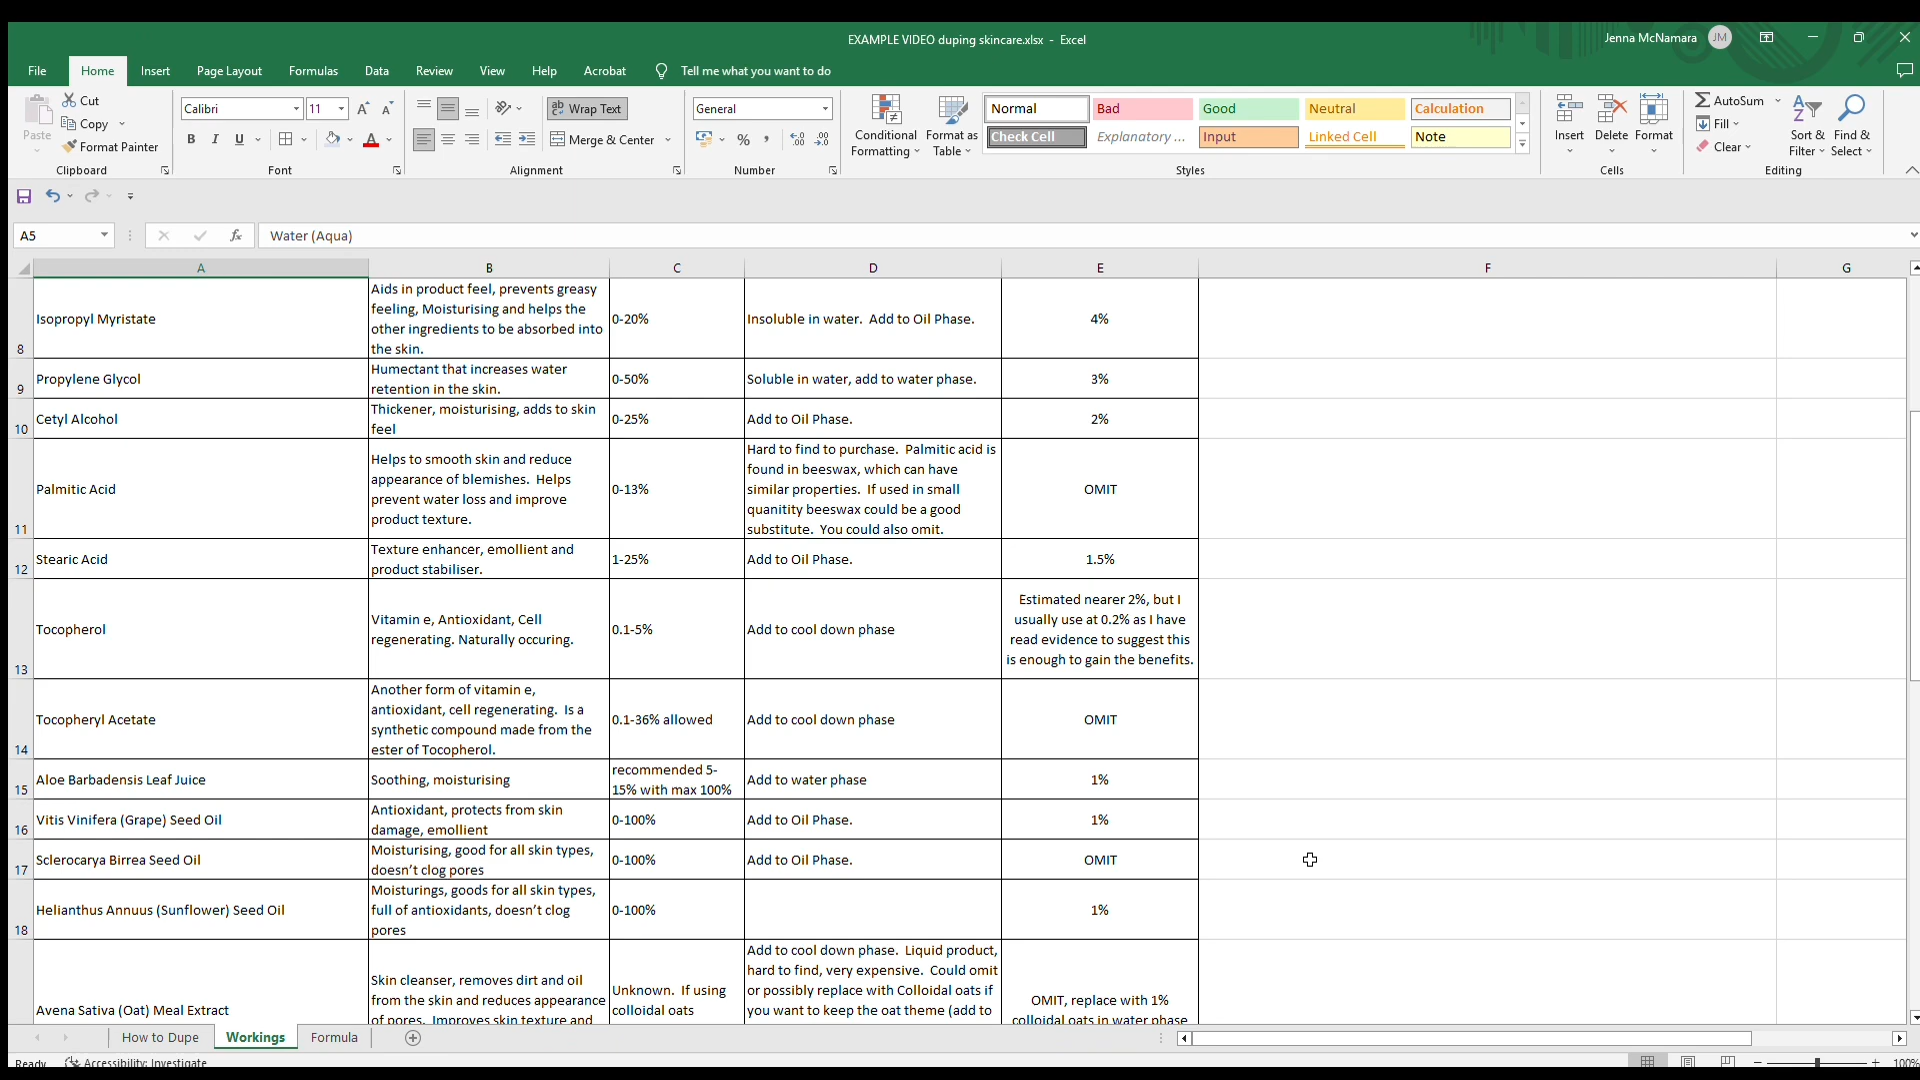 EXAMPLE VIDEO duping skincare.xlsx - Excel
Jenna McNamara JM
File Home Insert Page Layout Formulas Data Review View Help Acrobat Tell me what you want to do
Paste
Cut
Copy
Format Painter
Clipboard
Calibri 11
B I U
Font
Wrap Text
Merge & Center
Alignment
General
%
Number
Conditional Formatting
Format as Table
Normal Bad Good Neutral Calculation
Check Cell Explanatory ... Input Linked Cell Note
Styles
Insert Delete Format
Cells
AutoSum
Fill
Clear
Sort & Filter
Find & Select
Editing
A5 fx Water (Aqua)
A B C D E F G
8
Isopropyl Myristate
Aids in product feel, prevents greasy
feeling, Moisturising and helps the
other ingredients to be absorbed into
the skin.
0-20%
Insoluble in water. Add to Oil Phase.
4%
9
Propylene Glycol
Humectant that increases water
retention in the skin.
0-50%
Soluble in water, add to water phase.
3%
10
Cetyl Alcohol
Thickener, moisturising, adds to skin
feel
0-25%
Add to Oil Phase.
2%
11
Palmitic Acid
Helps to smooth skin and reduce
appearance of blemishes. Helps
prevent water loss and improve
product texture.
0-13%
Hard to find to purchase. Palmitic acid is
found in beeswax, which can have
similar properties. If used in small
quanitity beeswax could be a good
substitute. You could also omit.
OMIT
12
Stearic Acid
Texture enhancer, emollient and
product stabiliser.
1-25%
Add to Oil Phase.
1.5%
13
Tocopherol
Vitamin e, Antioxidant, Cell
regenerating. Naturally occuring.
0.1-5%
Add to cool down phase
Estimated nearer 2%, but I
usually use at 0.2% as I have
read evidence to suggest this
is enough to gain the benefits.
14
Tocopheryl Acetate
Another form of vitamin e,
antioxidant, cell regenerating. Is a
synthetic compound made from the
ester of Tocopherol.
0.1-36% allowed
Add to cool down phase
OMIT
15
Aloe Barbadensis Leaf Juice
Soothing, moisturising
recommended 5-
15% with max 100%
Add to water phase
1%
16
Vitis Vinifera (Grape) Seed Oil
Antioxidant, protects from skin
damage, emollient
0-100%
Add to Oil Phase.
1%
17
Sclerocarya Birrea Seed Oil
Moisturising, good for all skin types,
doesn't clog pores
0-100%
Add to Oil Phase.
OMIT
18
Helianthus Annuus (Sunflower) Seed Oil
Moisturings, goods for all skin types,
full of antioxidants, doesn't clog
pores
0-100%
1%
Avena Sativa (Oat) Meal Extract
Skin cleanser, removes dirt and oil
from the skin and reduces appearance
of pores. Improves skin texture and
Unknown. If using
colloidal oats
Add to cool down phase. Liquid product,
hard to find, very expensive. Could omit
or possibly replace with Colloidal oats if
you want to keep the oat theme (add to
OMIT, replace with 1%
colloidal oats in water phase
How to Dupe Workings Formula
Ready Accessibility: Investigate
100%